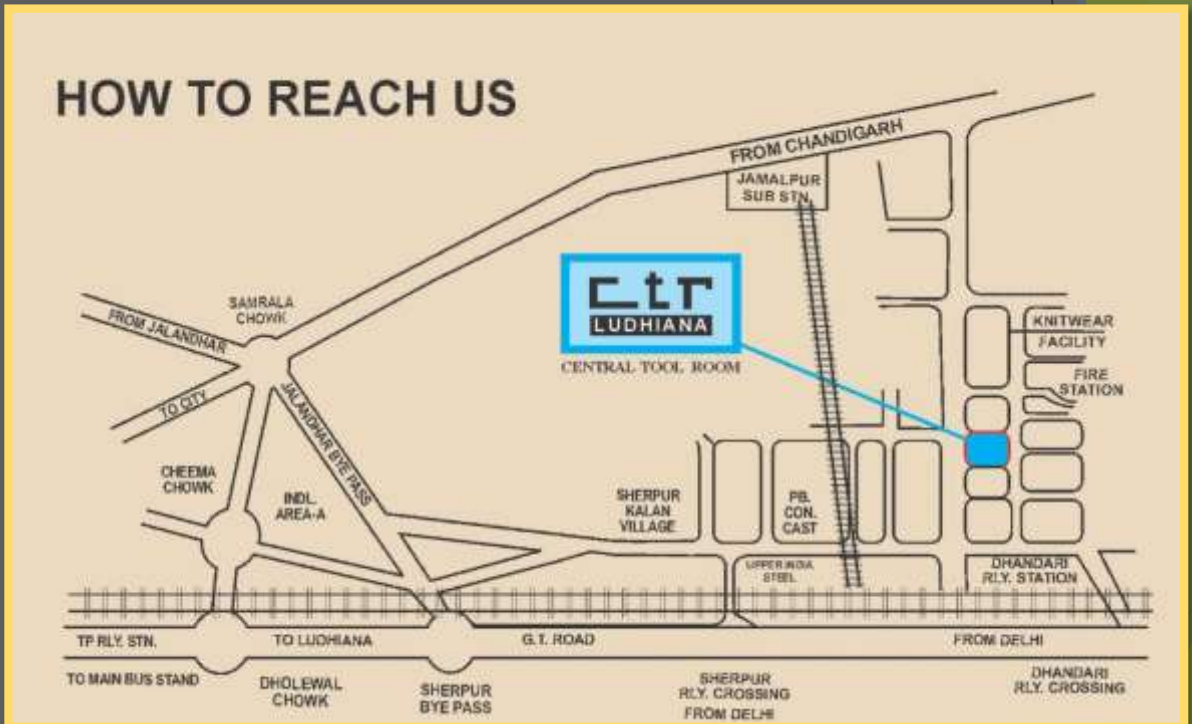 HOW TO REACH US
FROM CHANDIGARH
JAMALPUR
SUB STN.
ctr
LUDHIANA
CENTRAL TOOL ROOM
SAMRALA
CHOWK
FROM JALANDHAR
TO CITY
JALANDHAR BYE PASS
KNITWEAR
FACILITY
FIRE
STATION
CHEEMA
CHOWK
INDL.
AREA-A
SHERPUR
KALAN
VILLAGE
PB.
CON.
CAST
UPPER INDIA
STEEL
DHANDARI
RLY. STATION
TP RLY. STN.
TO LUDHIANA
G.T. ROAD
FROM DELHI
TO MAIN BUS STAND
DHOLEWAL
CHOWK
SHERPUR
BYE PASS
SHERPUR
RLY. CROSSING
FROM DELHI
DHANDARI
RLY. CROSSING